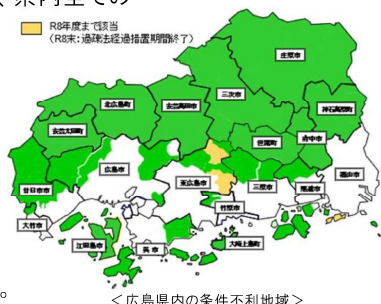 、県内全ての
R8年度まで該当
（R8末：過疎法経過措置期間終了）
庄原市
三次市
北広島町
安芸高田市
神石高原町
安芸太田町
世羅町
府中市
広島市
廿日市市
東広島市
三原市
尾道市
福山市
竹原市
大竹市
江田島市
呉市
大崎上島町
。
＜広島県内の条件不利地域＞